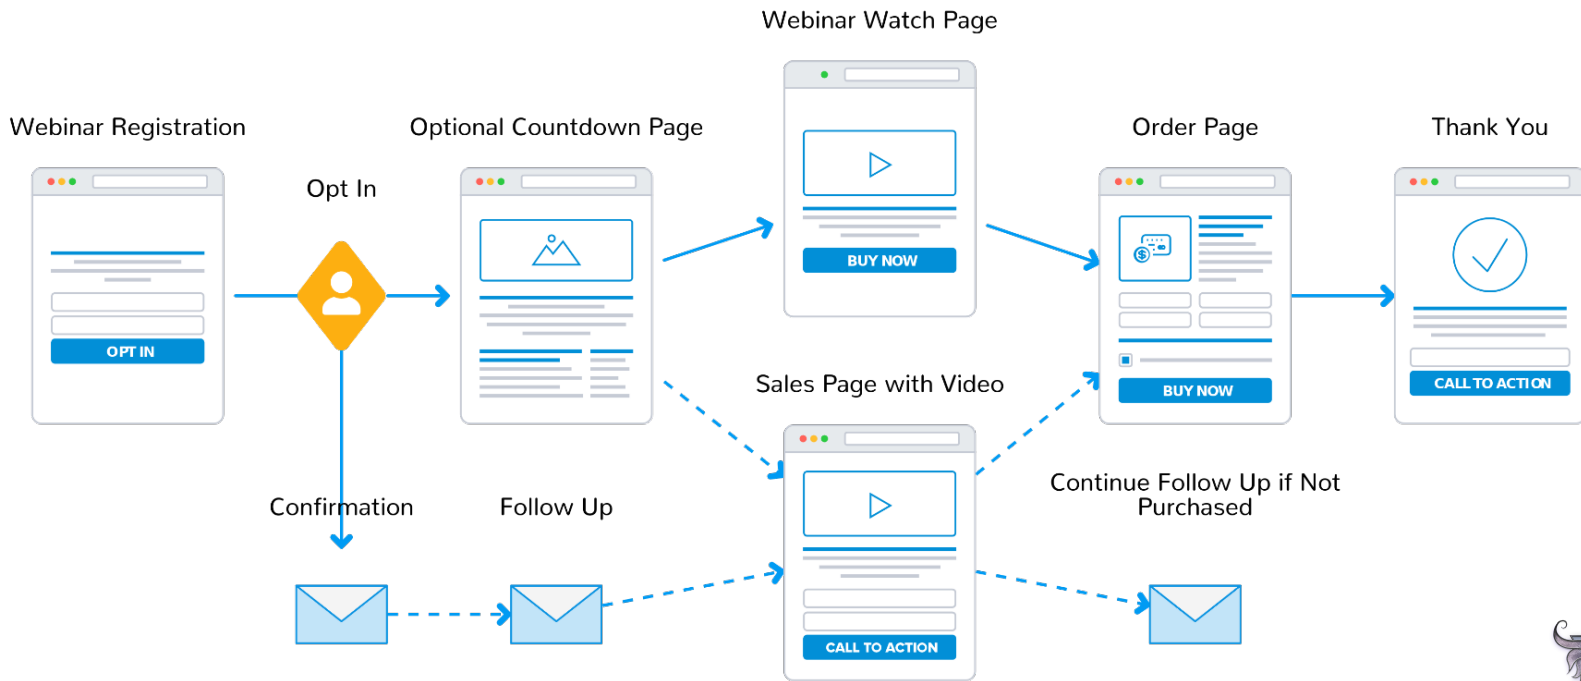 Webinar Watch Page
Webinar Registration
Optional Countdown Page
Order Page
Thank You
Opt In
BUY NOW
OPT IN
Sales Page with Video
BUY NOW
CALL TO ACTION
Confirmation
Follow Up
Continue Follow Up if Not
Purchased
CALL TO ACTION